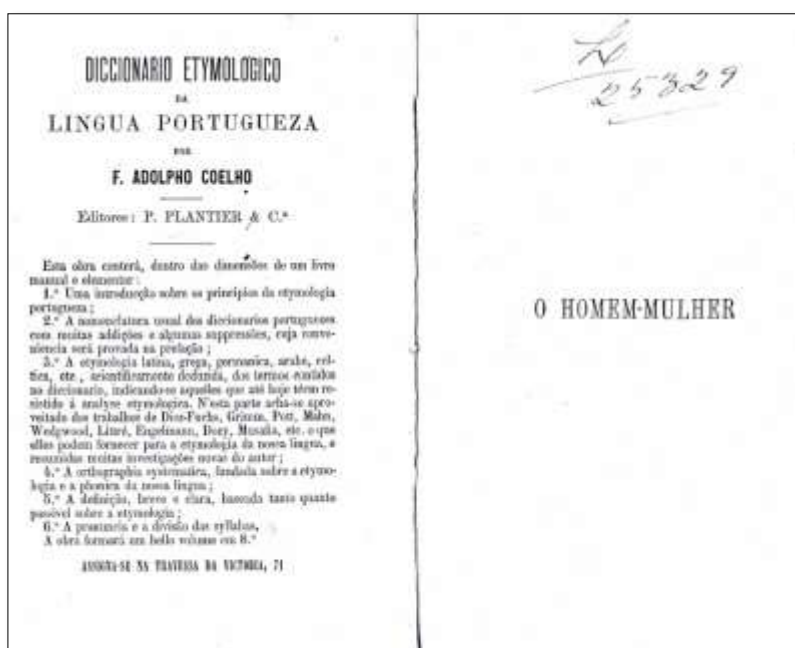 DICCIONARIO ETYMOLOGICO
DA
LINGUA PORTUGUEZA
POR
F. ADOLPHO COELHO
Editores: P. PLANTIER & C.ª
Esta obra conterá, dentro das dimensões de um livro
manual e elementar:
1.º Uma introducção sobre os principios da etymologia
portugueza;
2.º A nomenclatura usual dos diccionarios portuguezes
com muitas addições e algumas suppressões, cuja conve-
niencia será provada na prefação;
3.º A etymologia latina, grega, germanica, arabe, cel-
tica, etc, scientificamente deduzida, dos termos contidos
no diccionario, indicando-se aquelles que até hoje têem re-
sistido á analyse etymologica. N'esta parte acha-se apro-
veitado dos trabalhos de Grimm, Pott, Mahn,
Wedgwood, Littré, Engelmann, Dozy, etc. o que
elles podem fornecer para a etymologia da nossa lingua, e
resumidas muitas investigações novas do autor;
4.º A orthographia systematica, fundada sobre a etymo-
logia e a phonica da nossa lingua;
5.º A definição, breve e clara, baseada tanto quanto
possivel sobre a etymologia;
6.º A pronuncia e a divisão das syllabas,
A obra formará um bello volume em 8.º
ASSIGNA-SE NA TRAVESSA DA VICTORIA, 71
25329
O HOMEM-MULHER